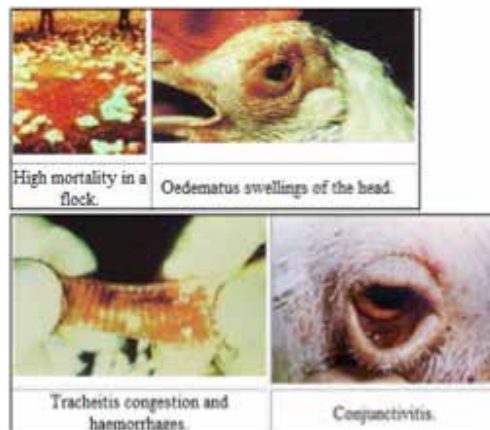 High mortality in a
flock.
Oedematus swellings of the head.
Tracheitis congestion and
haemorrhages.
Conjunctivitis.